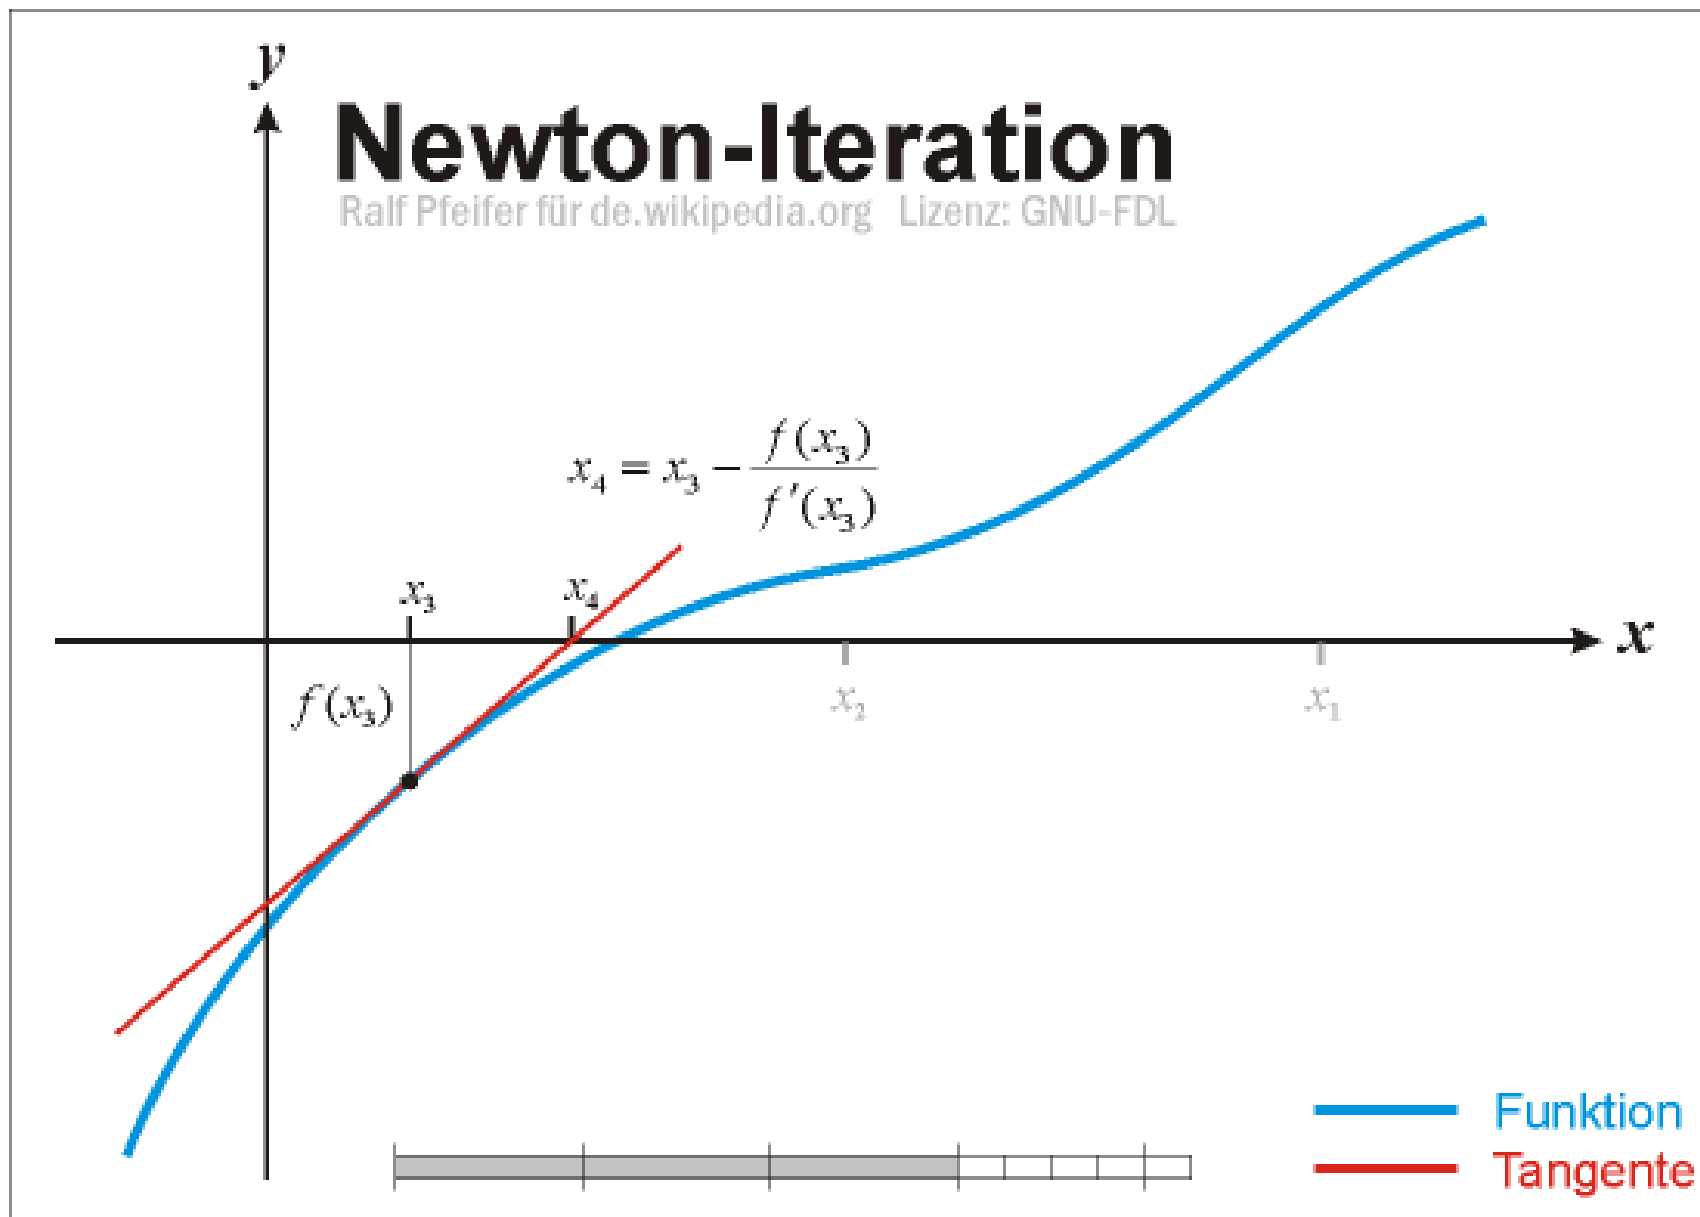 y
Newton-Iteration
Ralf Pfeifer für de.wikipedia.org Lizenz: GNU-FDL
x₄ = x₃ − f(x₃) / f′(x₃)
x₃
x₄
x
f(x₃)
x₂
x₁
Funktion
Tangente